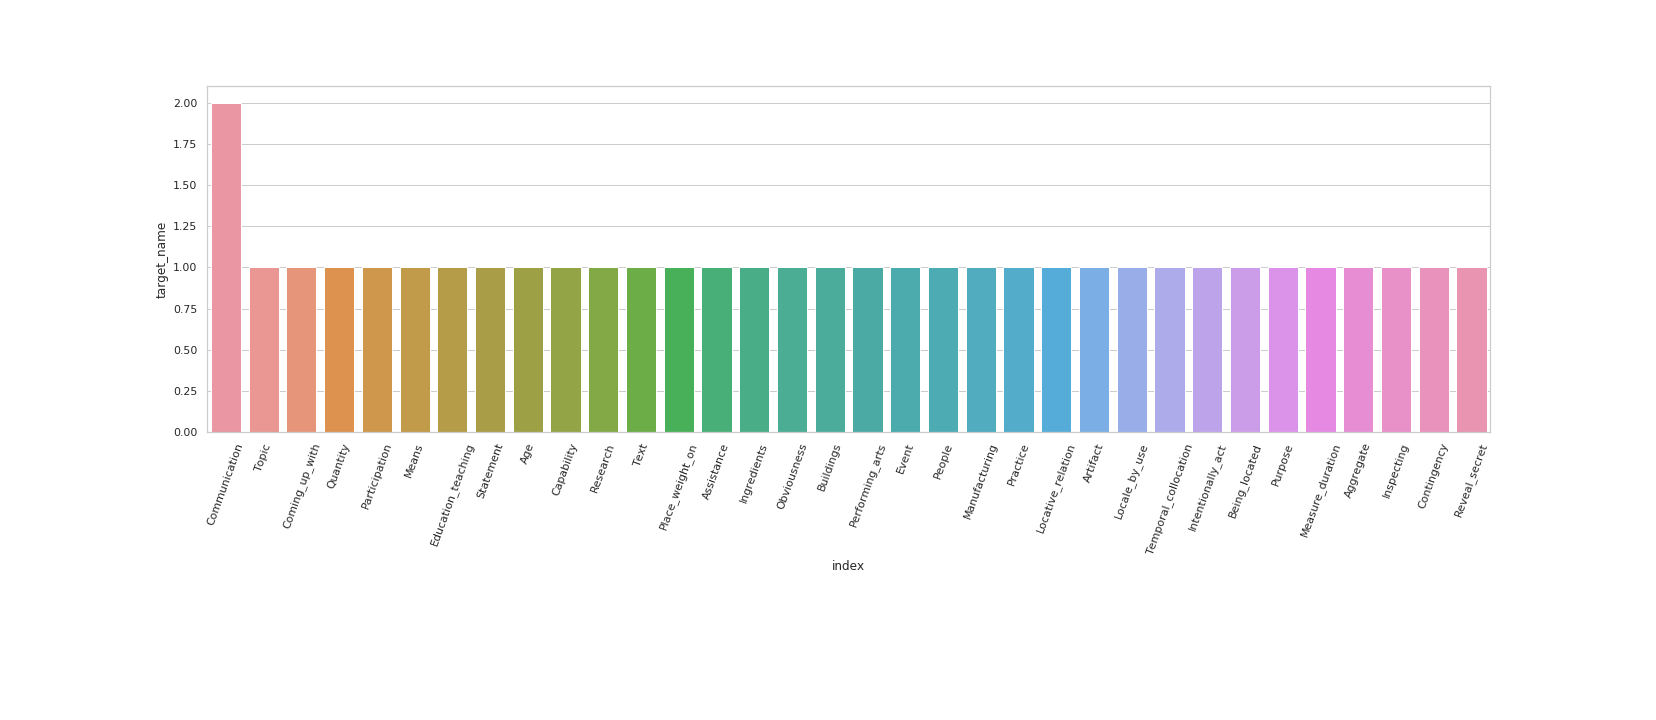 2.00
1.75
1.50
1.25
1.00
0.75
0.50
0.25
0.00
target_name
Communication
Topic
Coming_up_with
Quantity
Participation
Means
Education_teaching
Statement
Age
Capability
Research
Text
Place_weight_on
Assistance
Ingredients
Obviousness
Buildings
Performing_arts
Event
People
Manufacturing
Practice
Locative_relation
Artifact
Locale_by_use
Temporal_collocation
Intentionally_act
Being_located
Purpose
Measure_duration
Aggregate
Inspecting
Contingency
Reveal_secret
index